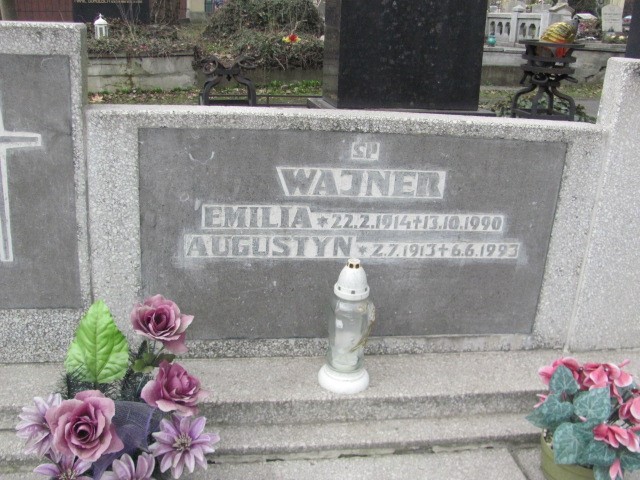 ŚP
WAJNER
EMILIA *22.2.1914+13.10.1990
AUGUSTYN *2.7.1913+6.6.1993